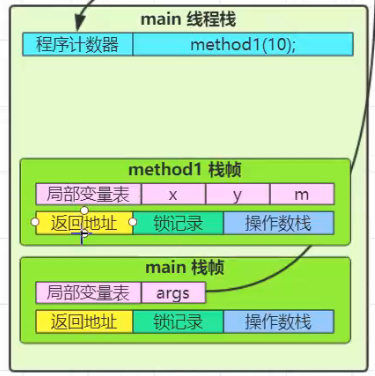 main 线程栈
程序计数器 method1(10);
method1 栈帧
局部变量表 x y m
返回地址 锁记录 操作数栈
main 栈帧
局部变量表 args
返回地址 锁记录 操作数栈